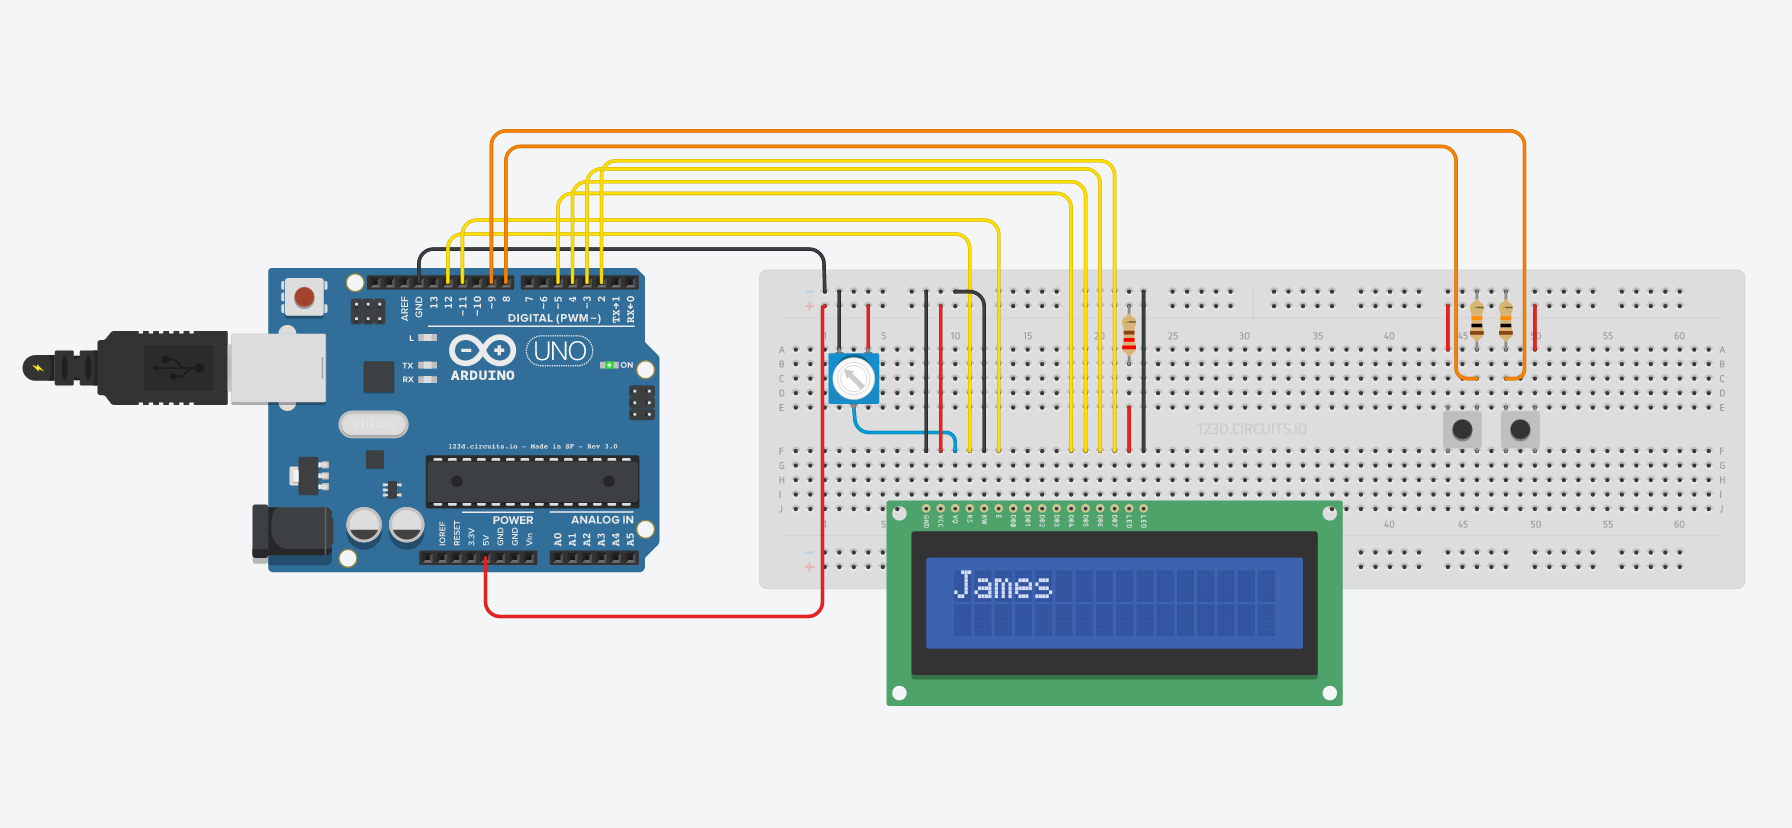 AREF
GND
13
12
~11
~10
~9
8
7
~6
~5
4
~3
2
TX→1
RX←0
DIGITAL (PWM~)
L
TX
RX
ARDUINO
UNO
ON
123d.circuits.io - Made in SF - Rev 3.0
POWER
ANALOG IN
IOREF
RESET
3.3V
5V
GND
GND
Vin
A0
A1
A2
A3
A4
A5
−
+
1 10 15 25 30 35 40 45 50 55 60
A A
B B
C C
D D
E E
123D.CIRCUITS.IO
F F
G G
H H
I I
J J
1 5 40 45 50 55 60
−
+
GND VCC VO RS RW E DB0 DB1 DB2 DB3 DB4 DB5 DB6 DB7 LED LED
James